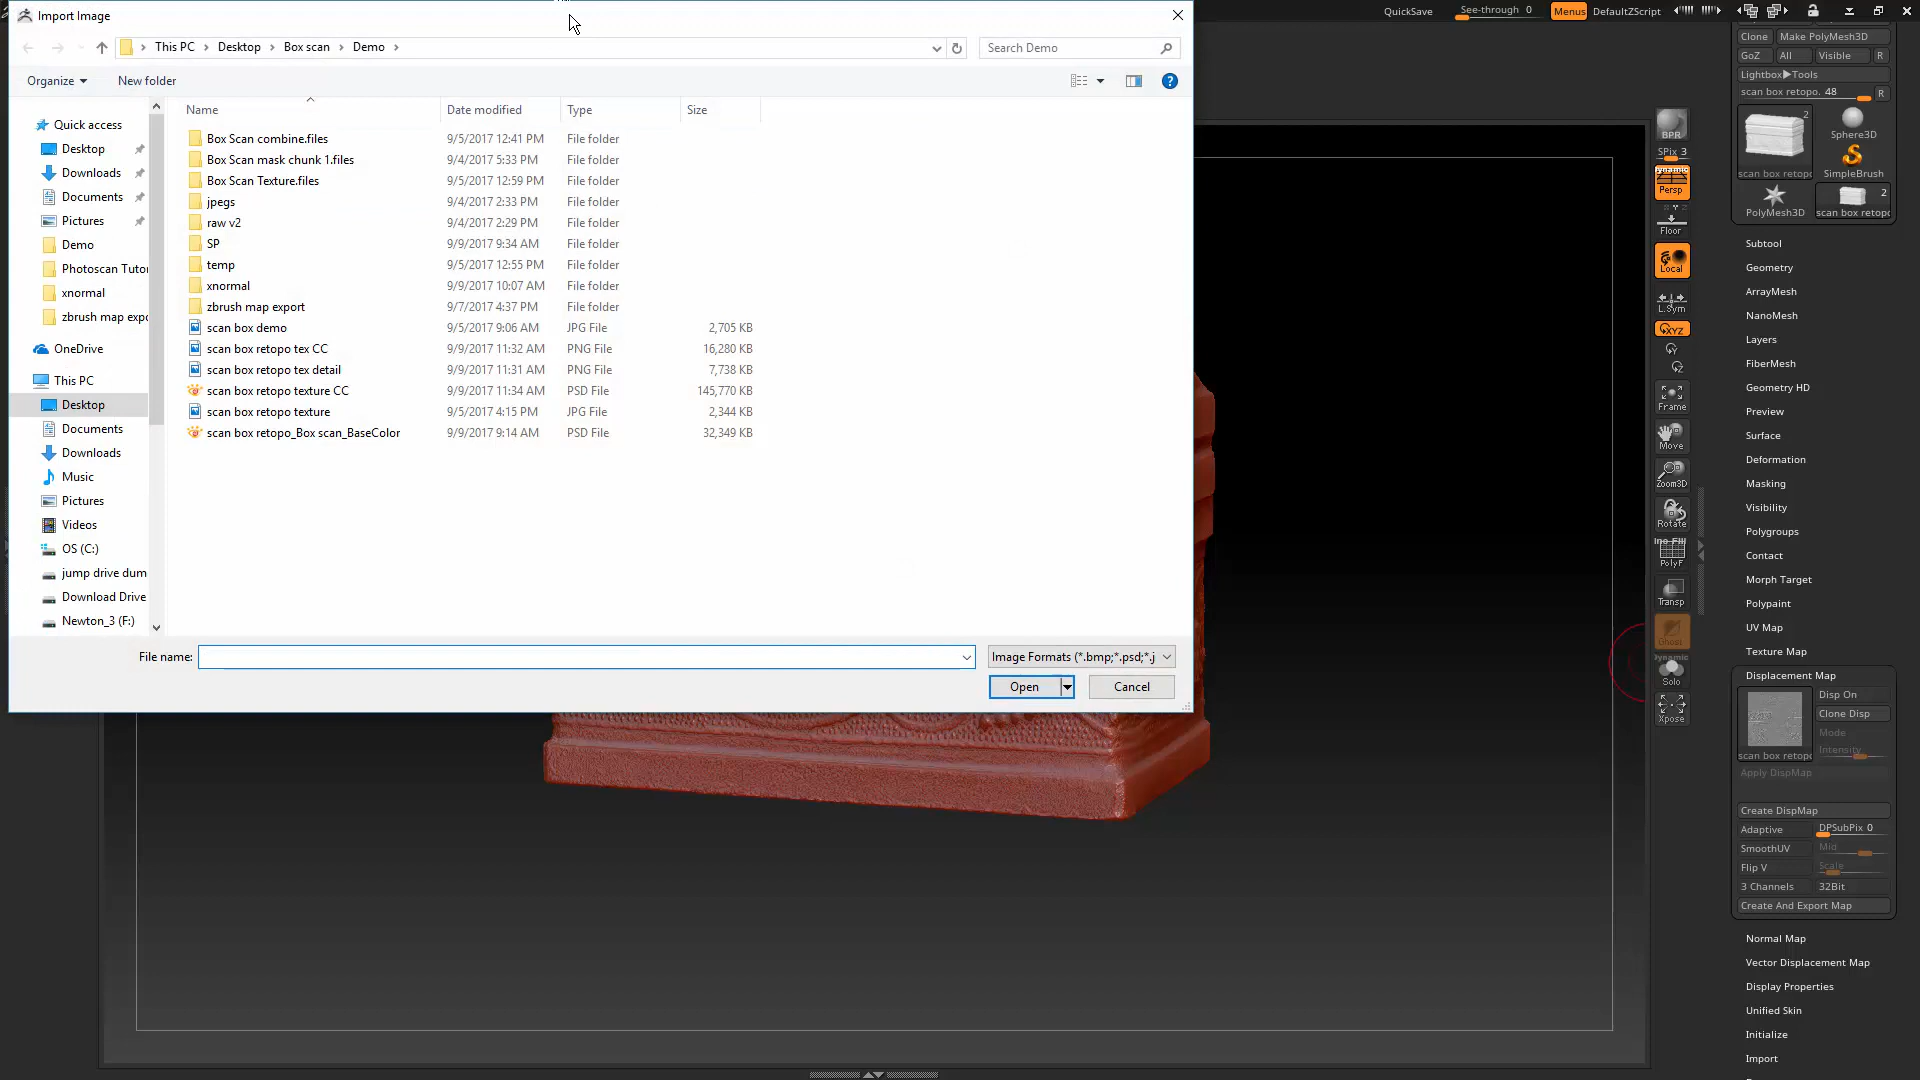 Import Image
QuickSave
See-through 0
Menus
DefaultZScript
This PC
Desktop
Box scan
Demo
Search Demo
Organize
New folder
Name
Date modified
Type
Size
Quick access
Desktop
Downloads
Documents
Pictures
Demo
Photoscan Tuto
xnormal
zbrush map expo
OneDrive
This PC
Desktop
Documents
Downloads
Music
Pictures
Videos
OS (C:)
jump drive dum
Download Drive
Newton_3 (F:)
Box Scan combine.files 9/5/2017 12:41 PM File folder
Box Scan mask chunk 1.files 9/4/2017 5:33 PM File folder
Box Scan Texture.files 9/5/2017 12:59 PM File folder
jpegs 9/4/2017 2:33 PM File folder
raw v2 9/4/2017 2:29 PM File folder
SP 9/9/2017 9:34 AM File folder
temp 9/5/2017 12:55 PM File folder
xnormal 9/9/2017 10:07 AM File folder
zbrush map export 9/7/2017 4:37 PM File folder
scan box demo 9/5/2017 9:06 AM JPG File 2,705 KB
scan box retopo tex CC 9/9/2017 11:32 AM PNG File 16,280 KB
scan box retopo tex detail 9/9/2017 11:31 AM PNG File 7,738 KB
scan box retopo texture CC 9/9/2017 11:34 AM PSD File 145,770 KB
scan box retopo texture 9/5/2017 4:15 PM JPG File 2,344 KB
scan box retopo_Box scan_BaseColor 9/9/2017 9:14 AM PSD File 32,349 KB
File name:
Image Formats (*.bmp;*.psd;*.j
Open
Cancel
BPR
SPix 3
Dynamic
Persp
Floor
Local
L.Sym
XYZ
Frame
Move
Zoom3D
Rotate
PolyF
Transp
Ghost
Dynamic
Solo
Xpose
Clone
Make PolyMesh3D
GoZ
All
Visible
R
Lightbox▶Tools
scan box retopo. 48
R
2
scan box retopo
Sphere3D
SimpleBrush
PolyMesh3D
2
scan box retopo
Subtool
Geometry
ArrayMesh
NanoMesh
Layers
FiberMesh
Geometry HD
Preview
Surface
Deformation
Masking
Visibility
Polygroups
Contact
Morph Target
Polypaint
UV Map
Texture Map
Displacement Map
scan box retopo
Disp On
Clone Disp
Mode
Intensity
Apply DispMap
Create DispMap
Adaptive
DPSubPix 0
SmoothUV
Mid
Flip V
Scale
3 Channels
32Bit
Create And Export Map
Normal Map
Vector Displacement Map
Display Properties
Unified Skin
Initialize
Import